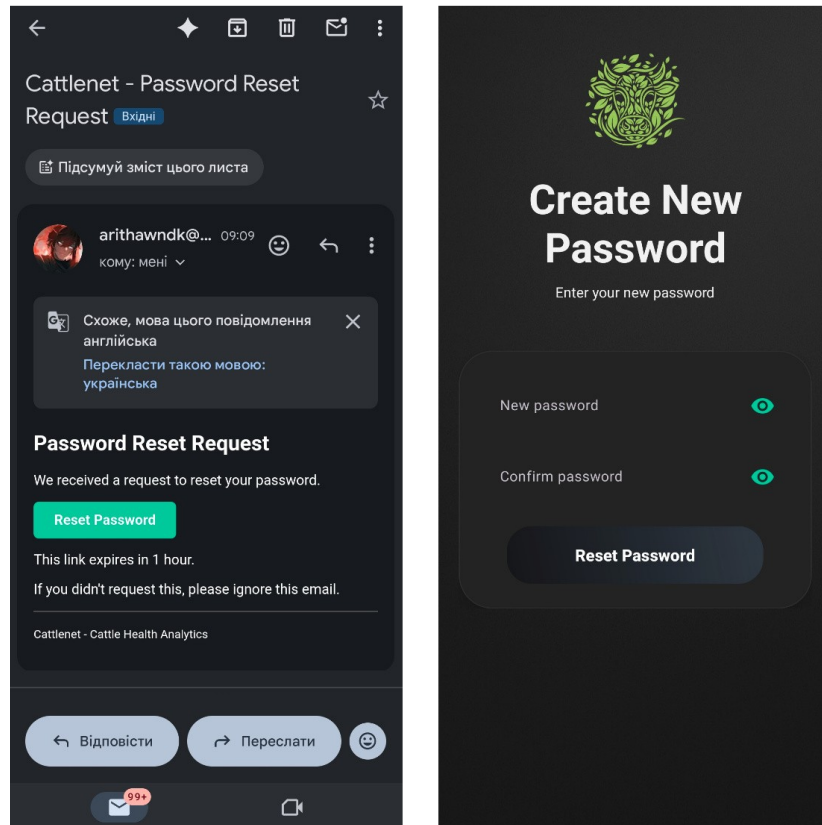 Cattlenet - Password Reset
Request Вхідні
Підсумуй зміст цього листа
arithawndk@... 09:09
кому: мені
Схоже, мова цього повідомлення
англійська
Перекласти такою мовою:
українська
Password Reset Request
We received a request to reset your password.
Reset Password
This link expires in 1 hour.
If you didn't request this, please ignore this email.
Cattlenet - Cattle Health Analytics
Відповісти
Переслати
99+
Create New
Password
Enter your new password
New password
Confirm password
Reset Password